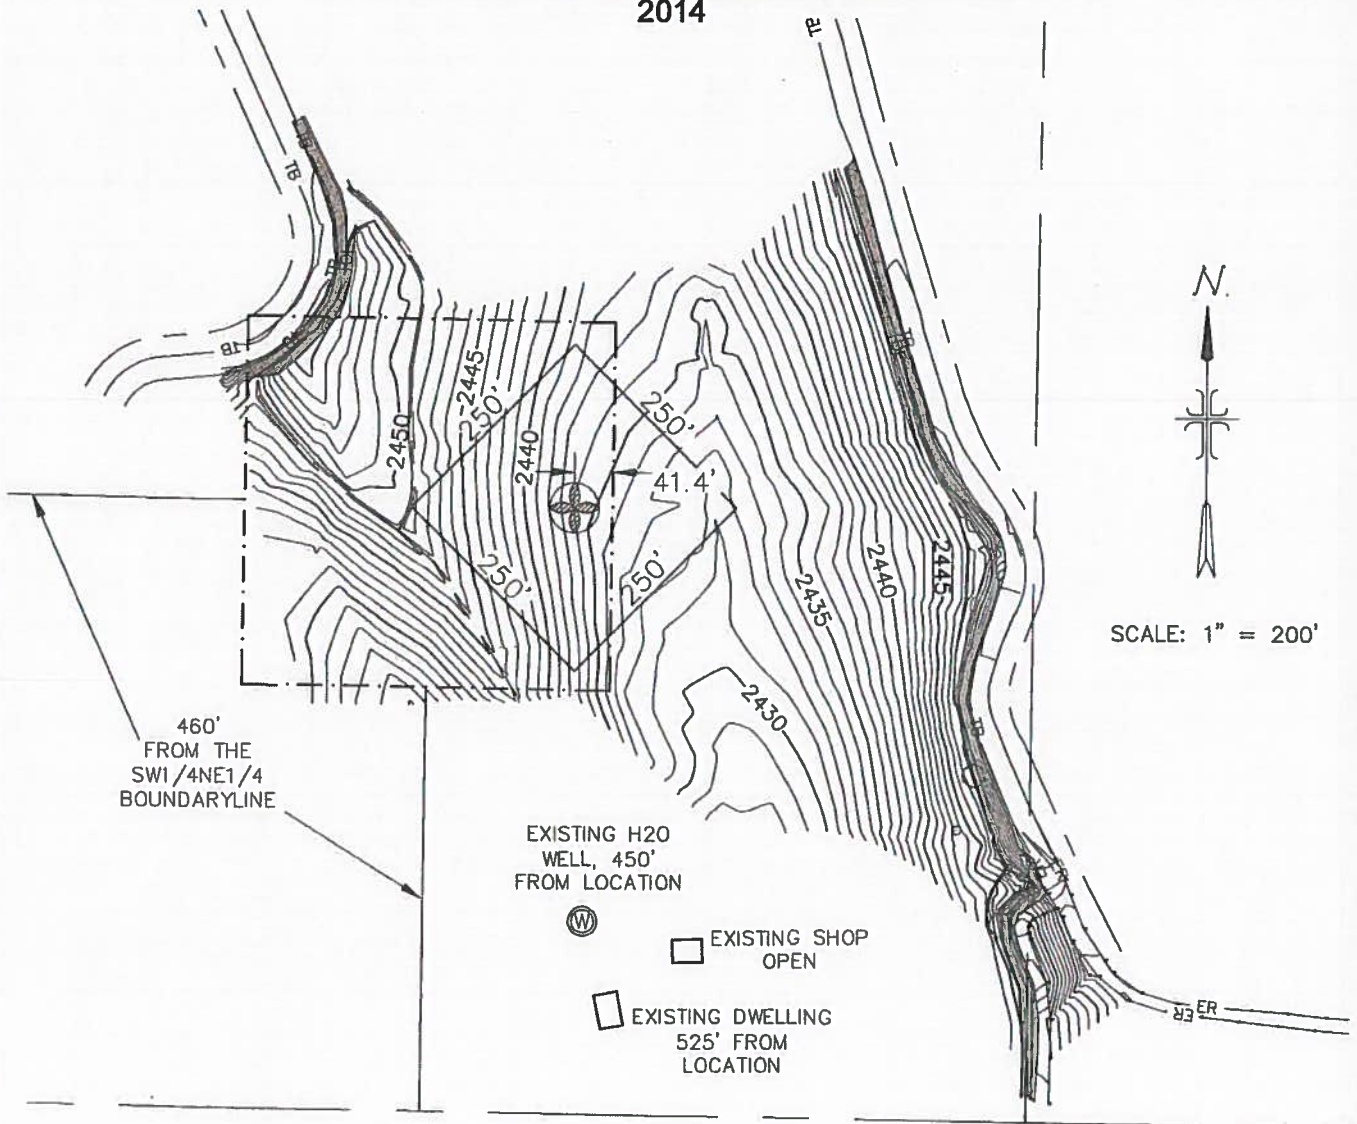 2014
TB
TB
TB
TB
TB
N.
2445
250'
250'
2450
2440
41.4'
250'
250'
2435
2440
2445
SCALE: 1" = 200'
2430
TB
460'
FROM THE
SW1/4NE1/4
BOUNDARYLINE
EXISTING H2O
WELL, 450'
FROM LOCATION
W
EXISTING SHOP
OPEN
EXISTING DWELLING
525' FROM
LOCATION
ER
ER